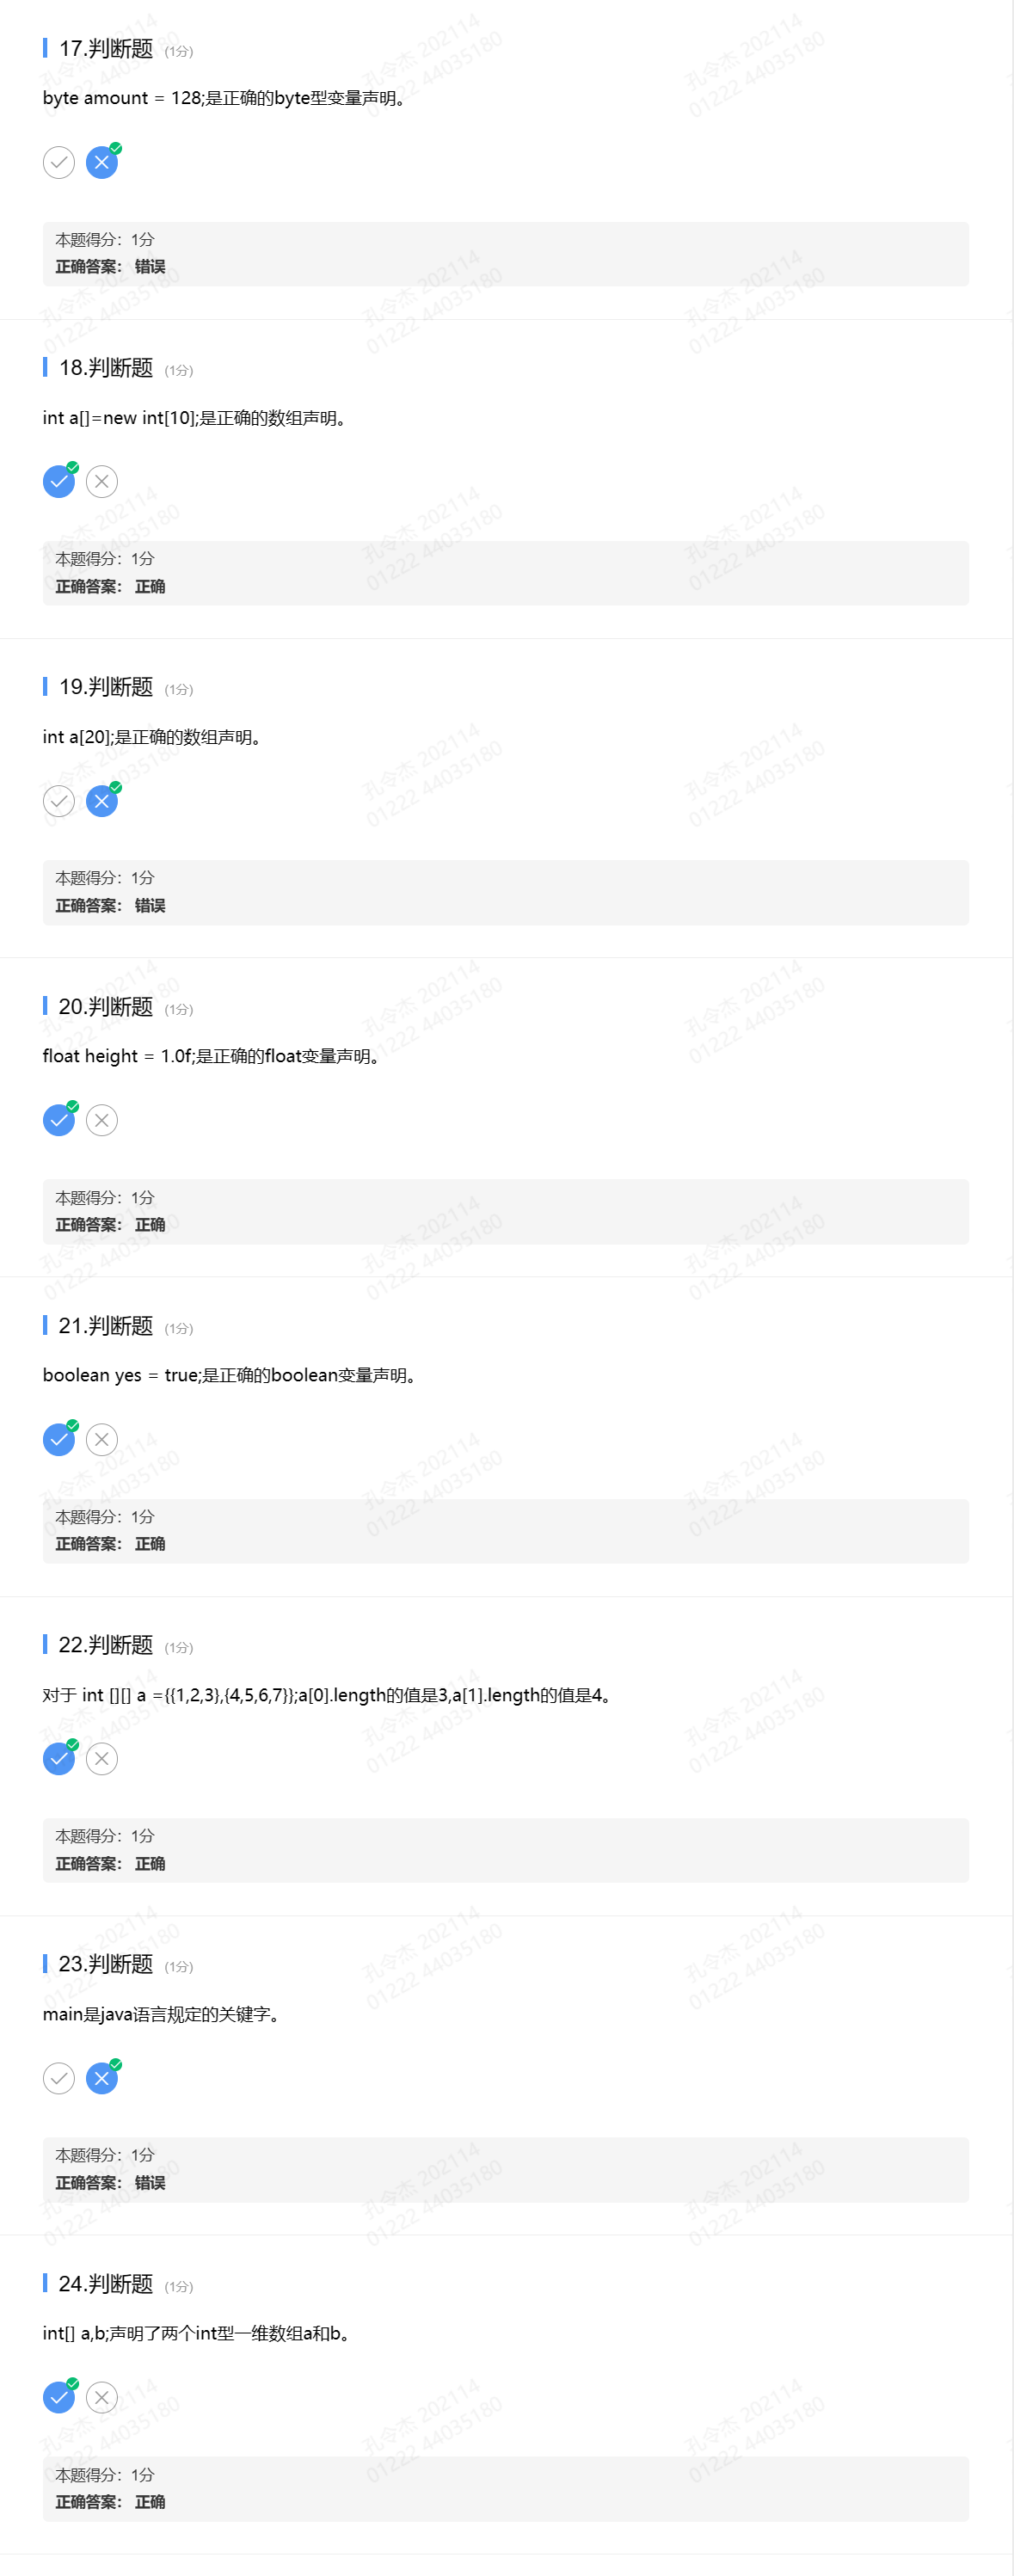 17.判断题 (1分)
byte amount = 128;是正确的byte型变量声明。
本题得分：1分
正确答案： 错误
18.判断题 (1分)
int a[]=new int[10];是正确的数组声明。
本题得分：1分
正确答案： 正确
19.判断题 (1分)
int a[20];是正确的数组声明。
本题得分：1分
正确答案： 错误
20.判断题 (1分)
float height = 1.0f;是正确的float变量声明。
本题得分：1分
正确答案： 正确
21.判断题 (1分)
boolean yes = true;是正确的boolean变量声明。
本题得分：1分
正确答案： 正确
22.判断题 (1分)
对于 int [][] a ={{1,2,3},{4,5,6,7}};a[0].length的值是3,a[1].length的值是4。
本题得分：1分
正确答案： 正确
23.判断题 (1分)
main是java语言规定的关键字。
本题得分：1分
正确答案： 错误
24.判断题 (1分)
int[] a,b;声明了两个int型一维数组a和b。
本题得分：1分
正确答案： 正确
孔令杰 202114
01222 44035180